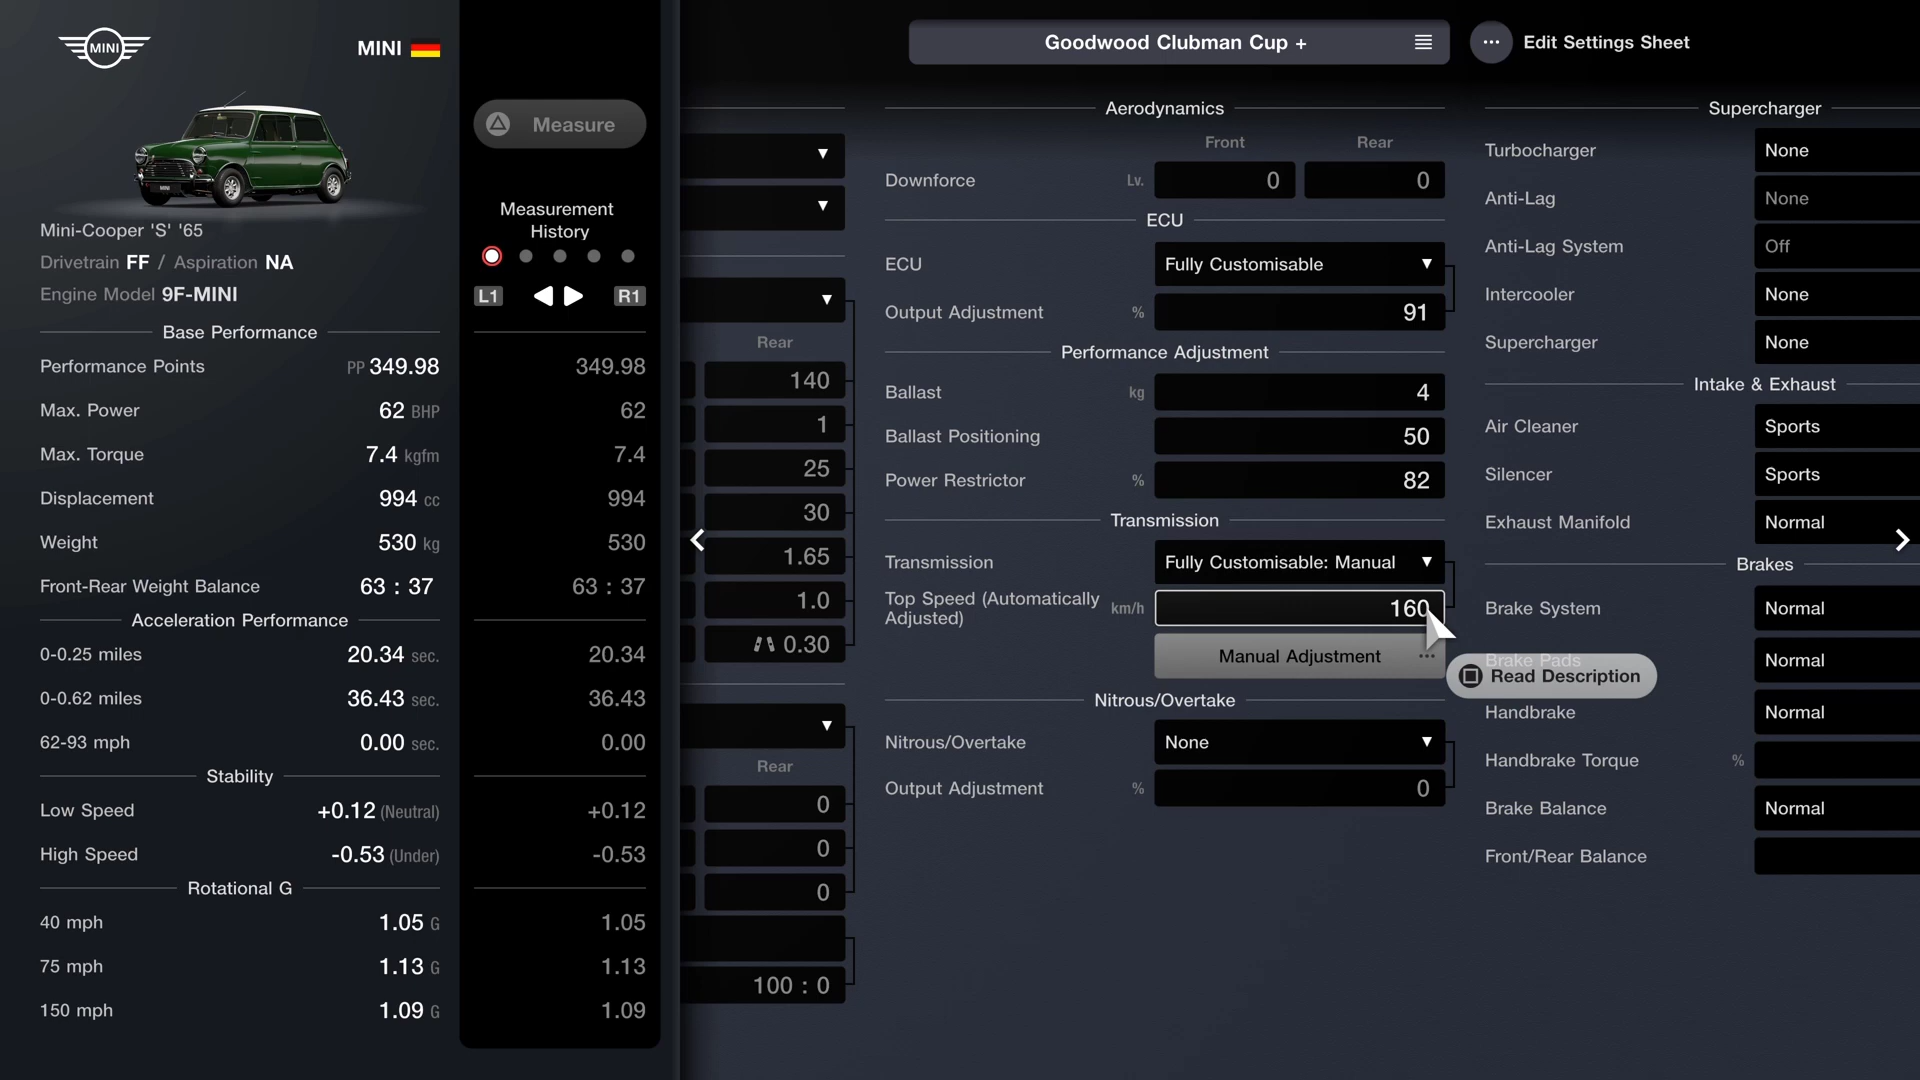 MINI
MINI
Mini-Cooper 'S' '65
Drivetrain FF / Aspiration NA
Engine Model 9F-MINI
Base Performance
Performance Points PP 349.98
Max. Power 62 BHP
Max. Torque 7.4 kgfm
Displacement 994 cc
Weight 530 kg
Front-Rear Weight Balance 63 : 37
Acceleration Performance
0-0.25 miles 20.34 sec.
0-0.62 miles 36.43 sec.
62-93 mph 0.00 sec.
Stability
Low Speed +0.12 (Neutral)
High Speed -0.53 (Under)
Rotational G
40 mph 1.05 G
75 mph 1.13 G
150 mph 1.09 G
Measure
Measurement
History
L1 R1
349.98
62
7.4
994
530
63 : 37
20.34
36.43
0.00
+0.12
-0.53
1.05
1.13
1.09
Rear
140
1
25
30
1.65
1.0
0.30
Rear
0
0
0
100 : 0
Goodwood Clubman Cup +
Edit Settings Sheet
Aerodynamics
Front Rear
Downforce Lv. 0 0
ECU
ECU Fully Customisable
Output Adjustment % 91
Performance Adjustment
Ballast kg 4
Ballast Positioning 50
Power Restrictor % 82
Transmission
Transmission Fully Customisable: Manual
Top Speed (Automatically
Adjusted) km/h 160
Manual Adjustment
Nitrous/Overtake
Nitrous/Overtake None
Output Adjustment % 0
Supercharger
Turbocharger None
Anti-Lag None
Anti-Lag System Off
Intercooler None
Supercharger None
Intake & Exhaust
Air Cleaner Sports
Silencer Sports
Exhaust Manifold Normal
Brakes
Brake System Normal
Brake Pads Normal
Read Description
Handbrake Normal
Handbrake Torque %
Brake Balance Normal
Front/Rear Balance